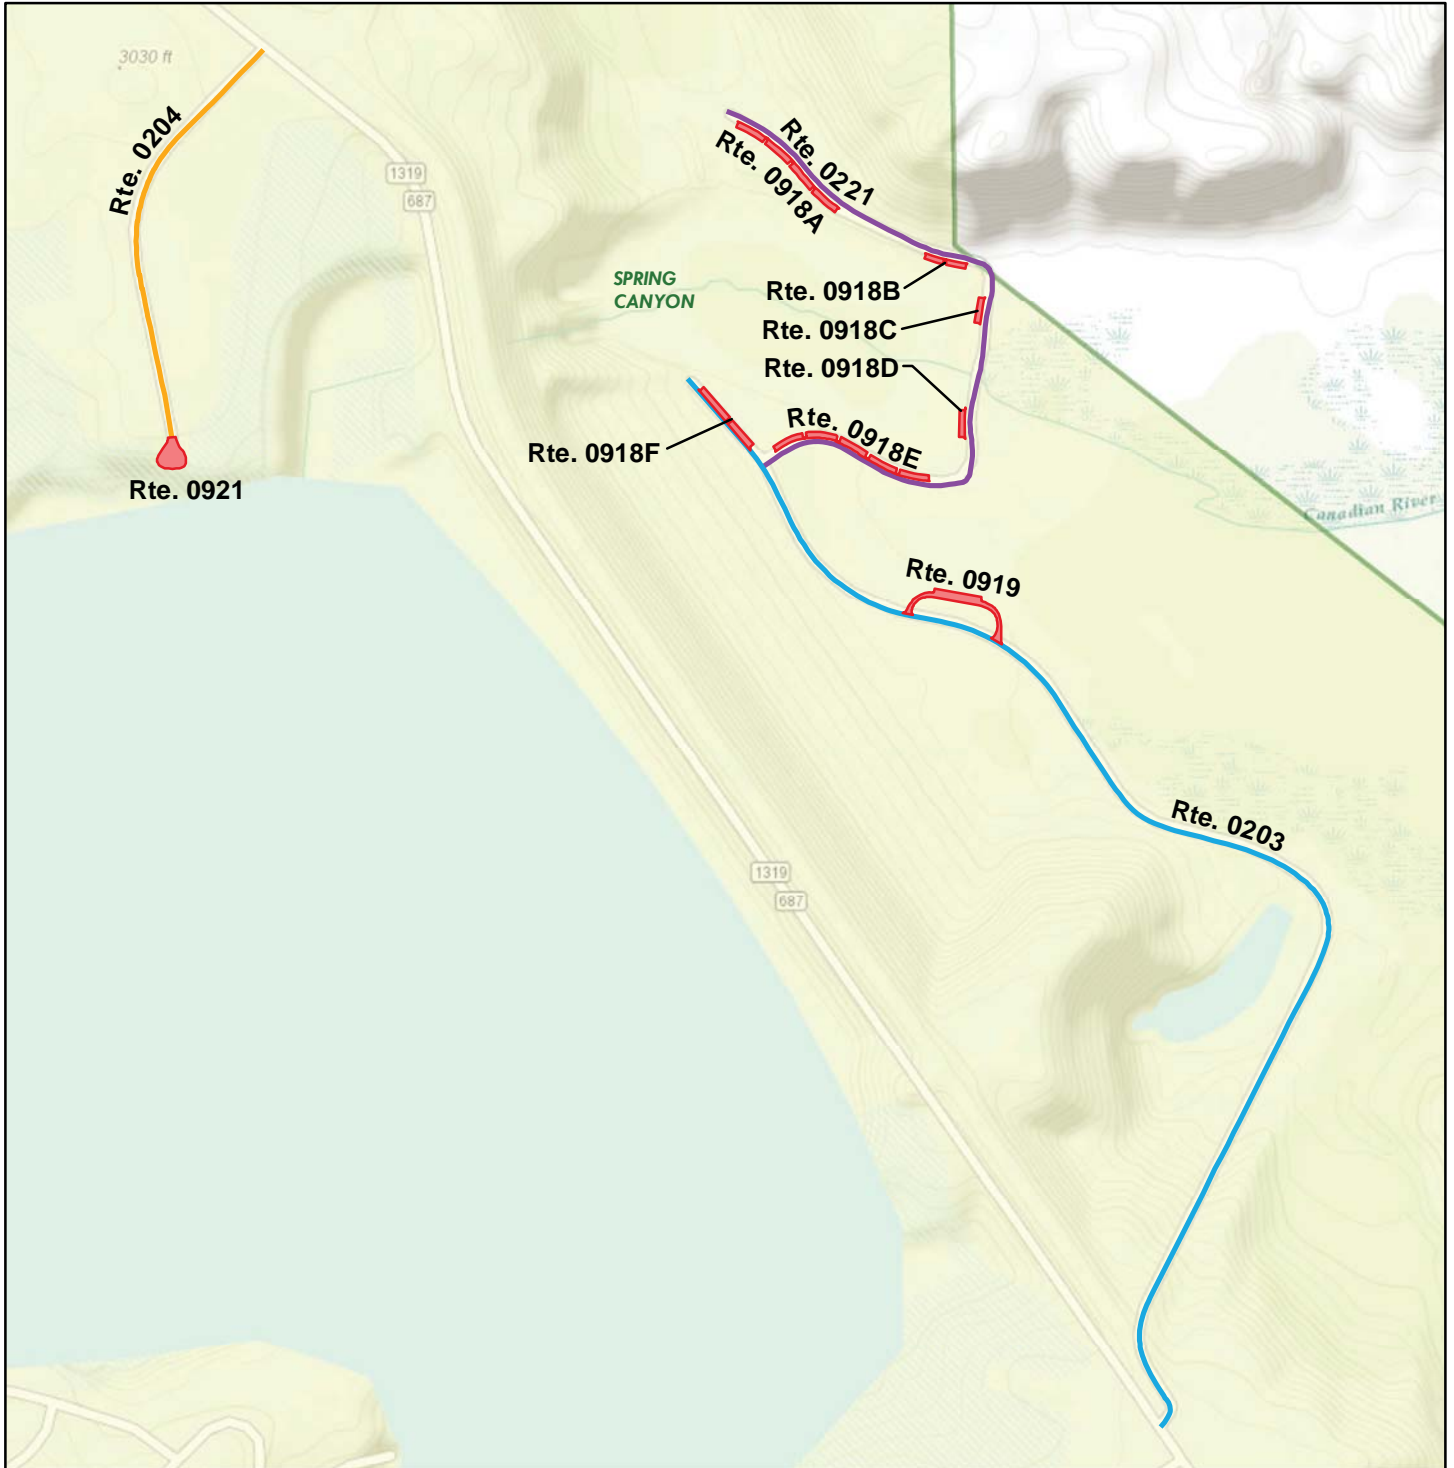 3030 ft
Rte. 0204
1319
687
Rte. 0221
Rte. 0918A
SPRING
CANYON
Rte. 0918B
Rte. 0918C
Rte. 0918D
Rte. 0918E
Rte. 0918F
Rte. 0921
Canadian River
Rte. 0919
Rte. 0203
1319
687